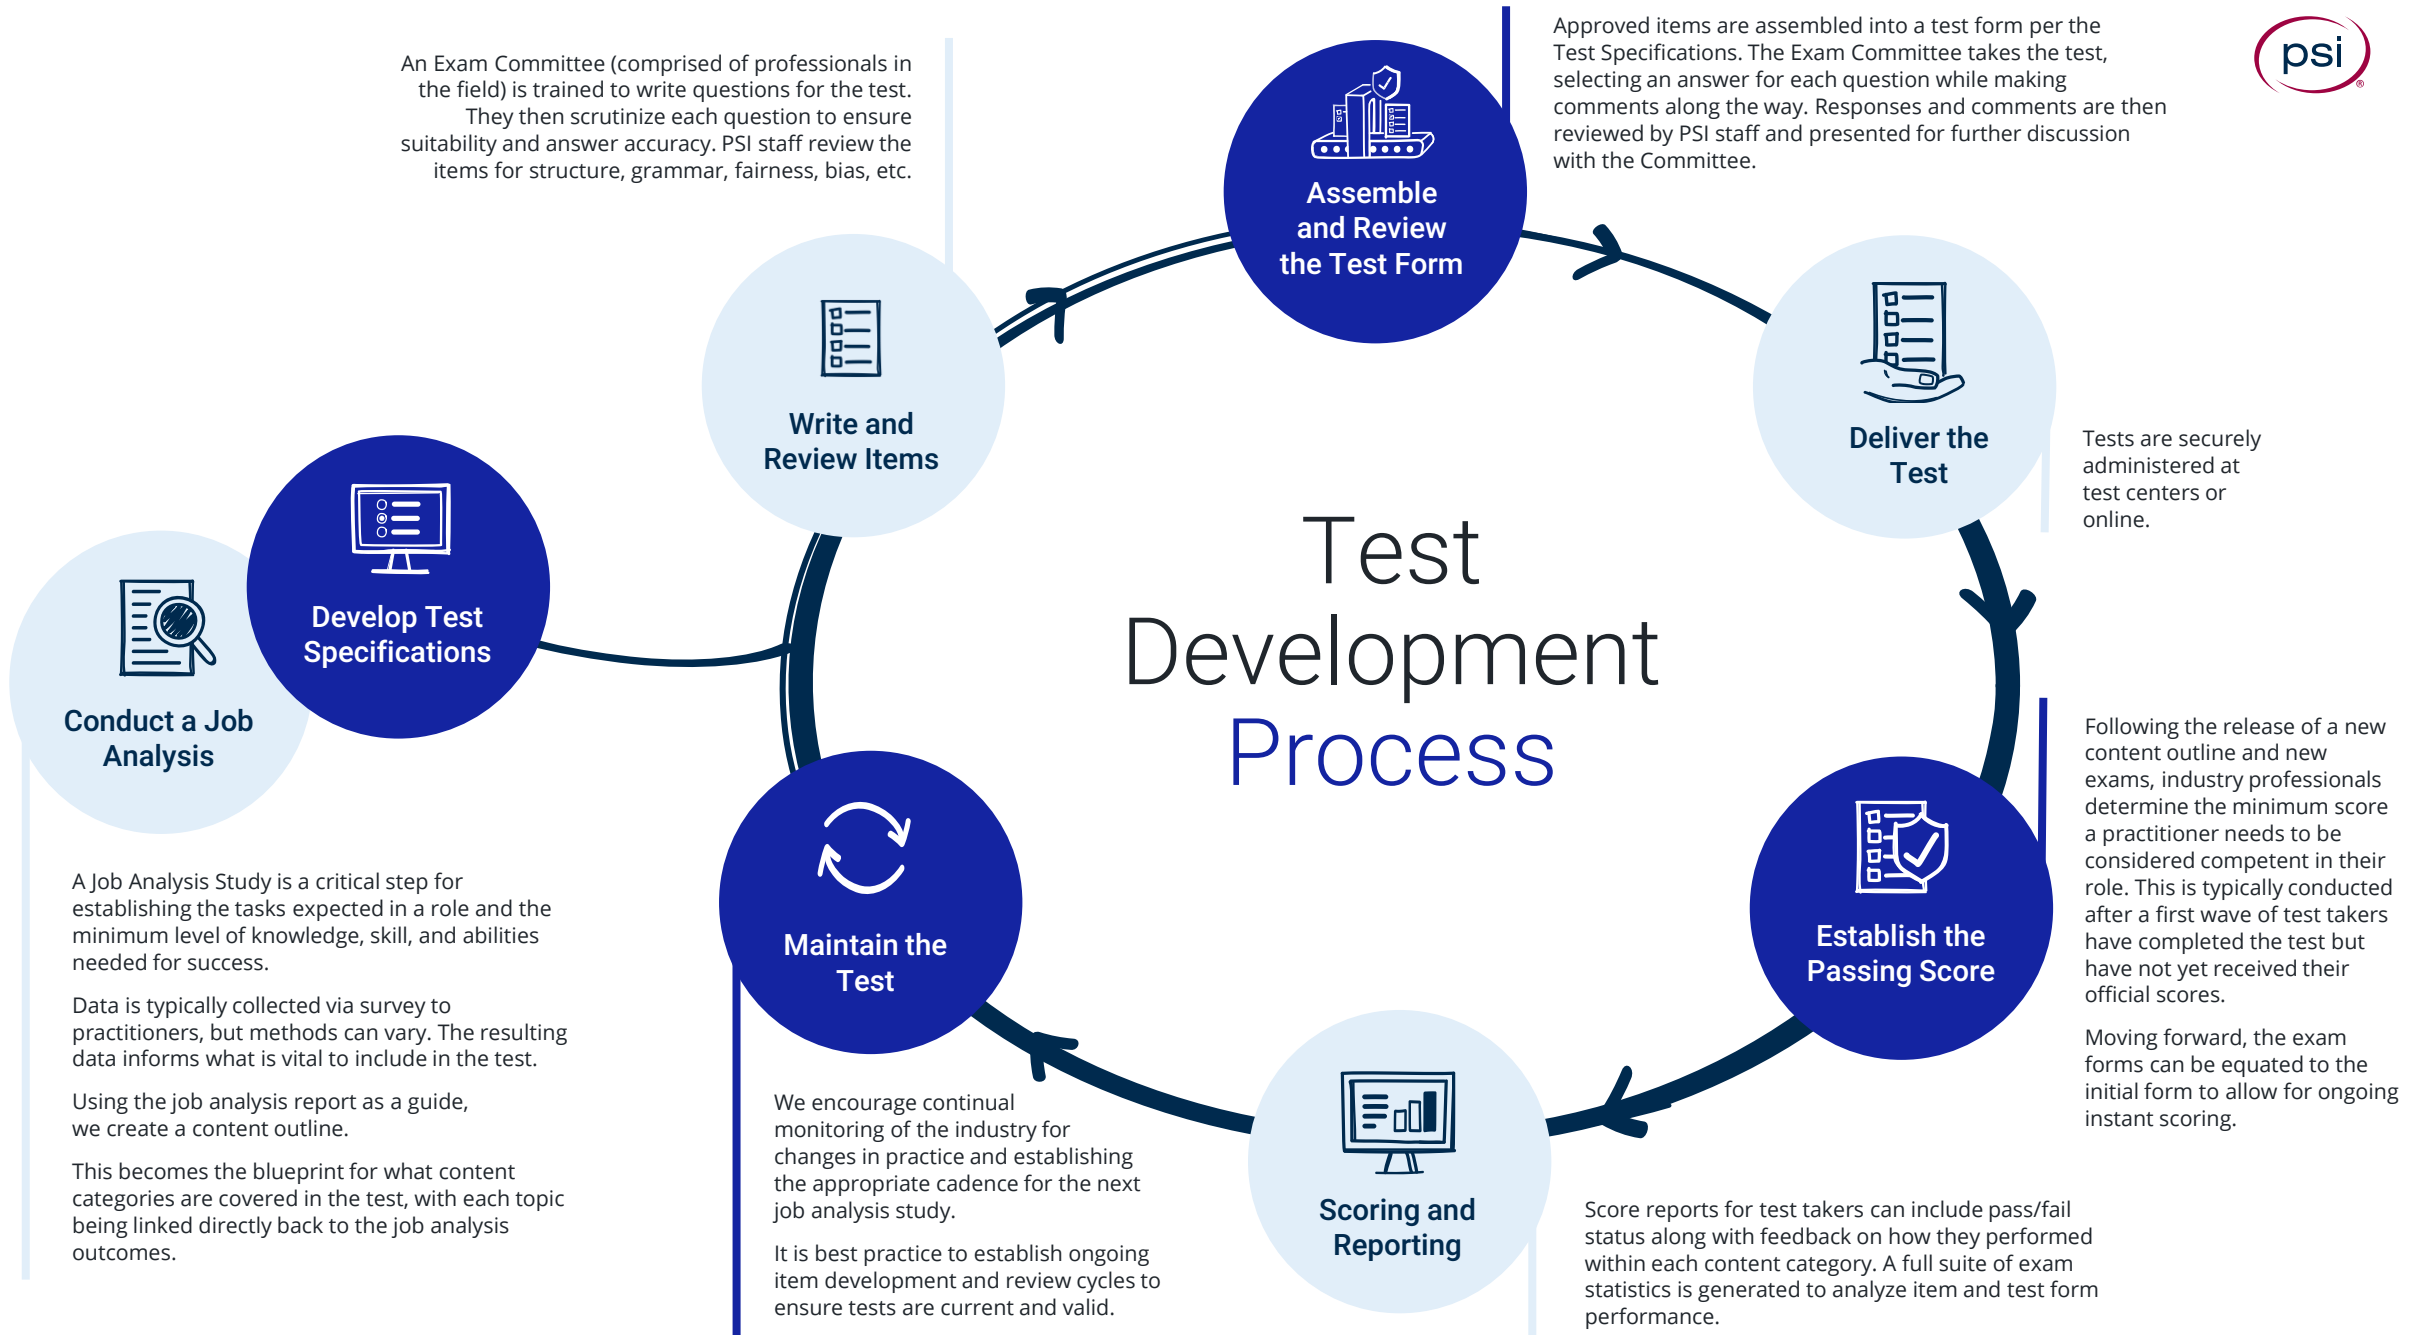 psi
®
Test
Development
Process
Conduct a Job
Analysis
A Job Analysis Study is a critical step for
establishing the tasks expected in a role and the
minimum level of knowledge, skill, and abilities
needed for success.
Data is typically collected via survey to
practitioners, but methods can vary. The resulting
data informs what is vital to include in the test.
Using the job analysis report as a guide,
we create a content outline.
This becomes the blueprint for what content
categories are covered in the test, with each topic
being linked directly back to the job analysis
outcomes.
Develop Test
Specifications
Write and
Review Items
An Exam Committee (comprised of professionals in
the field) is trained to write questions for the test.
They then scrutinize each question to ensure
suitability and answer accuracy. PSI staff review the
items for structure, grammar, fairness, bias, etc.
Assemble
and Review
the Test Form
Approved items are assembled into a test form per the
Test Specifications. The Exam Committee takes the test,
selecting an answer for each question while making
comments along the way. Responses and comments are then
reviewed by PSI staff and presented for further discussion
with the Committee.
Deliver the
Test
Tests are securely
administered at
test centers or
online.
Establish the
Passing Score
Following the release of a new
content outline and new
exams, industry professionals
determine the minimum score
a practitioner needs to be
considered competent in their
role. This is typically conducted
after a first wave of test takers
have completed the test but
have not yet received their
official scores.
Moving forward, the exam
forms can be equated to the
initial form to allow for ongoing
instant scoring.
Scoring and
Reporting
Score reports for test takers can include pass/fail
status along with feedback on how they performed
within each content category. A full suite of exam
statistics is generated to analyze item and test form
performance.
Maintain the
Test
We encourage continual
monitoring of the industry for
changes in practice and establishing
the appropriate cadence for the next
job analysis study.
It is best practice to establish ongoing
item development and review cycles to
ensure tests are current and valid.